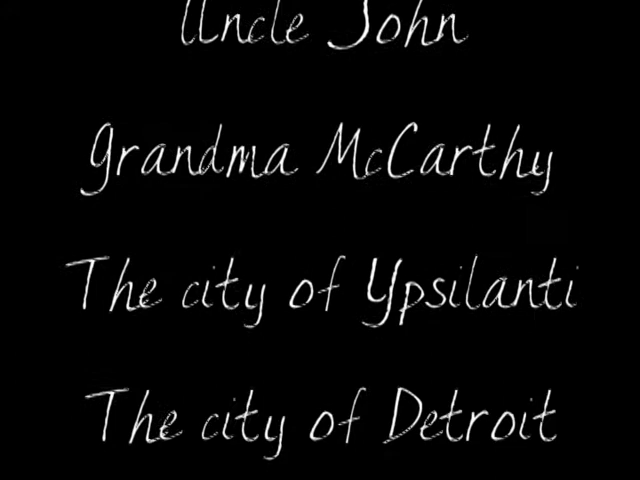 Uncle John
Grandma McCarthy
The city of Ypsilanti
The city of Detroit